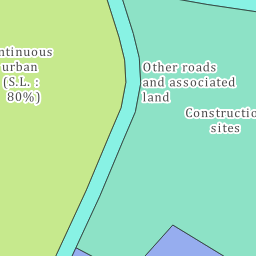 ntinuous
urban
(S.L. :
80%)
Other roads
and associated
land
Constructio
sites